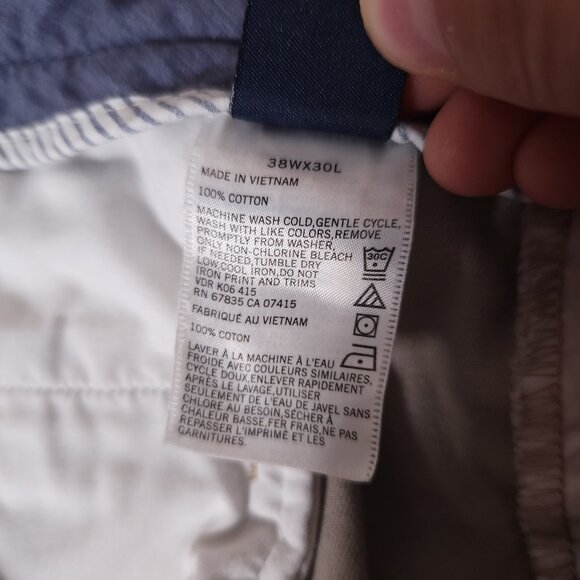 38WX30L
MADE IN VIETNAM
100% COTTON
MACHINE WASH COLD,GENTLE CYCLE,
WASH WITH LIKE COLORS,REMOVE
PROMPTLY FROM WASHER,
ONLY NON-CHLORINE BLEACH
IF NEEDED,TUMBLE DRY
LOW,COOL IRON,DO NOT
IRON PRINT AND TRIMS
VDR K06 415
RN 67835 CA 07415
30C
FABRIQUÉ AU VIETNAM
100% COTON
LAVER À LA MACHINE À L'EAU
FROIDE AVEC COULEURS SIMILAIRES,
CYCLE DOUX.ENLEVER RAPIDEMENT
APRÈS LE LAVAGE,UTILISER
SEULEMENT DE L'EAU DE JAVEL SANS
CHLORE AU BESOIN,SÉCHER À
CHALEUR BASSE,FER FRAIS,NE PAS
REPASSER L'IMPRIMÉ ET LES
GARNITURES.